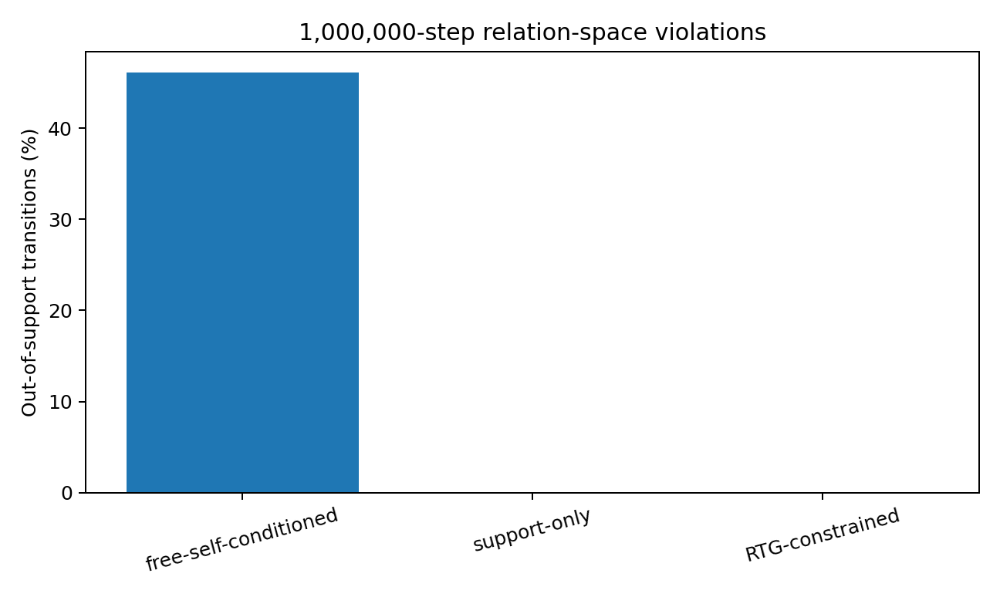 1,000,000-step relation-space violations
Out-of-support transitions (%)
40
30
20
10
0
free-self-conditioned
support-only
RTG-constrained